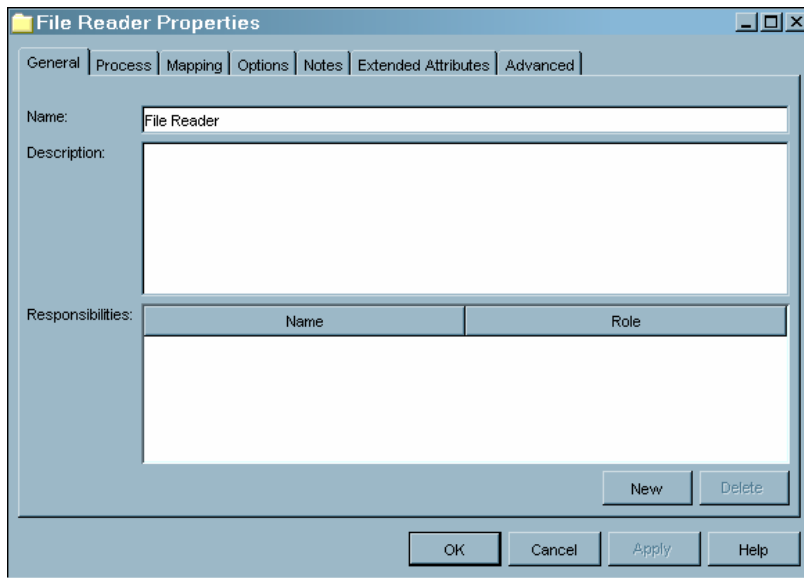 File Reader Properties
General Process Mapping Options Notes Extended Attributes Advanced
Name: File Reader
Description:
Responsibilities: Name Role
New Delete
OK Cancel Apply Help